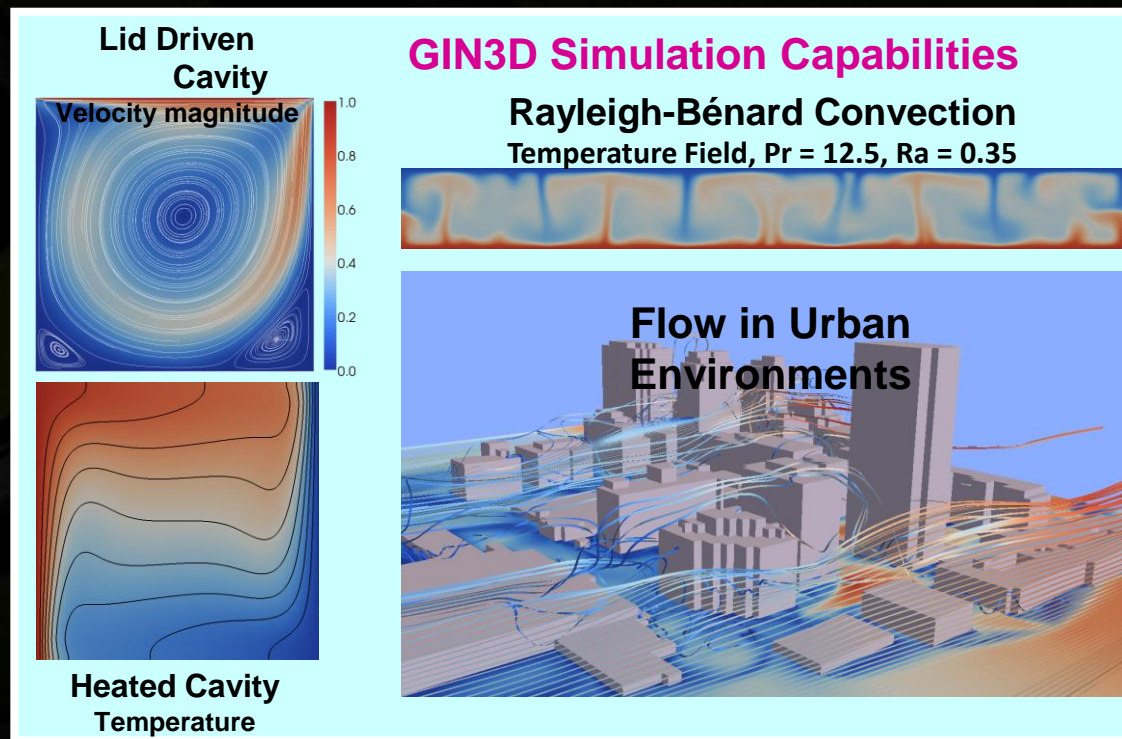 Lid Driven
Cavity
Velocity magnitude
1.0
0.8
0.6
0.4
0.2
0.0
Heated Cavity
Temperature
GIN3D Simulation Capabilities
Rayleigh-Bénard Convection
Temperature Field, Pr = 12.5, Ra = 0.35
Flow in Urban
Environments